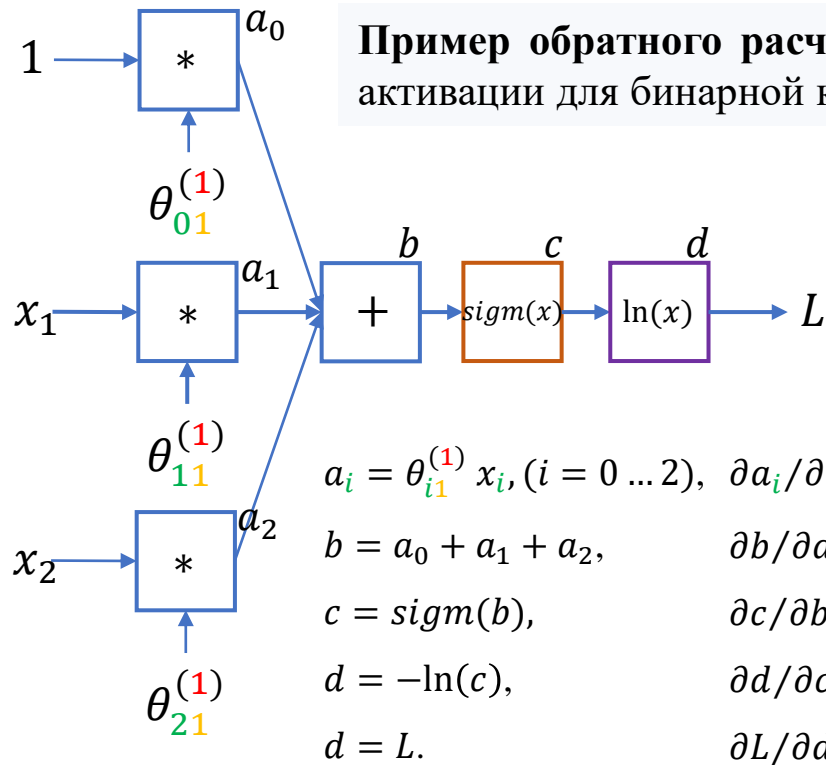 a₀
1 *
Пример обратного расч
активации для бинарной к
θ₀₁⁽¹⁾
b c d
a₁
x₁ * + sigm(x) ln(x) L
θ₁₁⁽¹⁾
aᵢ = θᵢ₁⁽¹⁾ xᵢ, (i = 0 … 2), ∂aᵢ/∂
a₂
b = a₀ + a₁ + a₂, ∂b/∂a
x₂ *
c = sigm(b), ∂c/∂b
d = −ln(c), ∂d/∂c
θ₂₁⁽¹⁾
d = L. ∂L/∂d